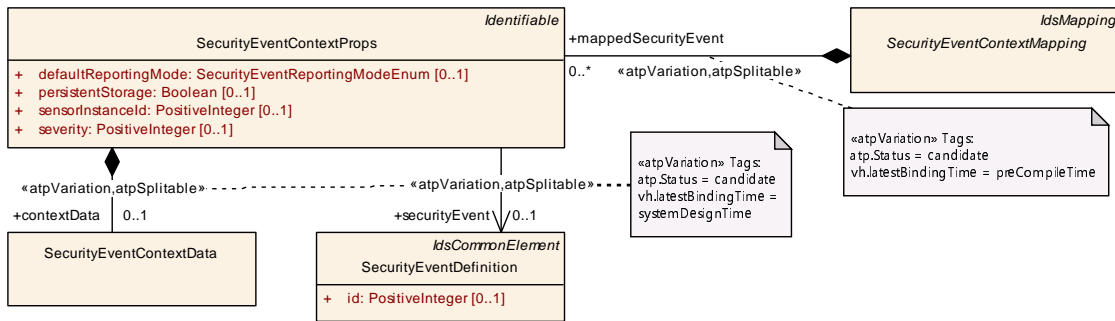 Identifiable
SecurityEventContextProps
+ defaultReportingMode: SecurityEventReportingModeEnum [0..1]
+ persistentStorage: Boolean [0..1]
+ sensorInstanceId: PositiveInteger [0..1]
+ severity: PositiveInteger [0..1]
+mappedSecurityEvent
0..*
«atpVariation,atpSplitable»
IdsMapping
SecurityEventContextMapping
«atpVariation» Tags:
atp.Status = candidate
vh.latestBindingTime = preCompileTime
«atpVariation» Tags:
atp.Status = candidate
vh.latestBindingTime =
systemDesignTime
«atpVariation,atpSplitable»
«atpVariation,atpSplitable»
+contextData
0..1
+securityEvent
0..1
SecurityEventContextData
IdsCommonElement
SecurityEventDefinition
+ id: PositiveInteger [0..1]